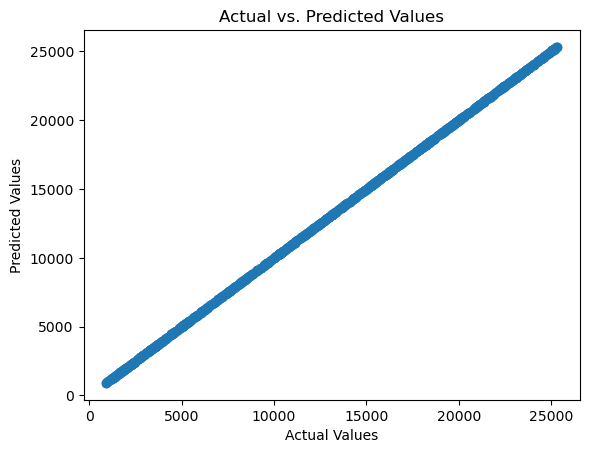 Actual vs. Predicted Values
25000
20000
15000
10000
5000
0
Predicted Values
0 5000 10000 15000 20000 25000
Actual Values